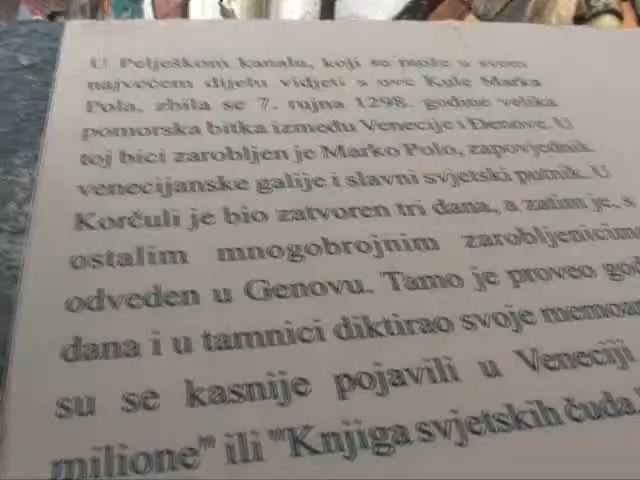 U Pelješkom kanalu, koji se može u svom
najvećem dijelu vidjeti s ove Kule Marka
Pola, zbila se 7. rujna 1298. godine velika
pomorska bitka između Venecije i Đenove. U
toj bici zarobljen je Marko Polo, zapovjednik
venecijanske galije i slavni svjetski putnik. U
Korčuli je bio zatvoren tri dana, a zatim je, s
ostalim mnogobrojnim zarobljenicima
odveden u Genovu. Tamo je proveo god
dana i u tamnici diktirao svoje memoa
su se kasnije pojavili u Veneciji
milione" ili "Knjiga svjetskih čuda"